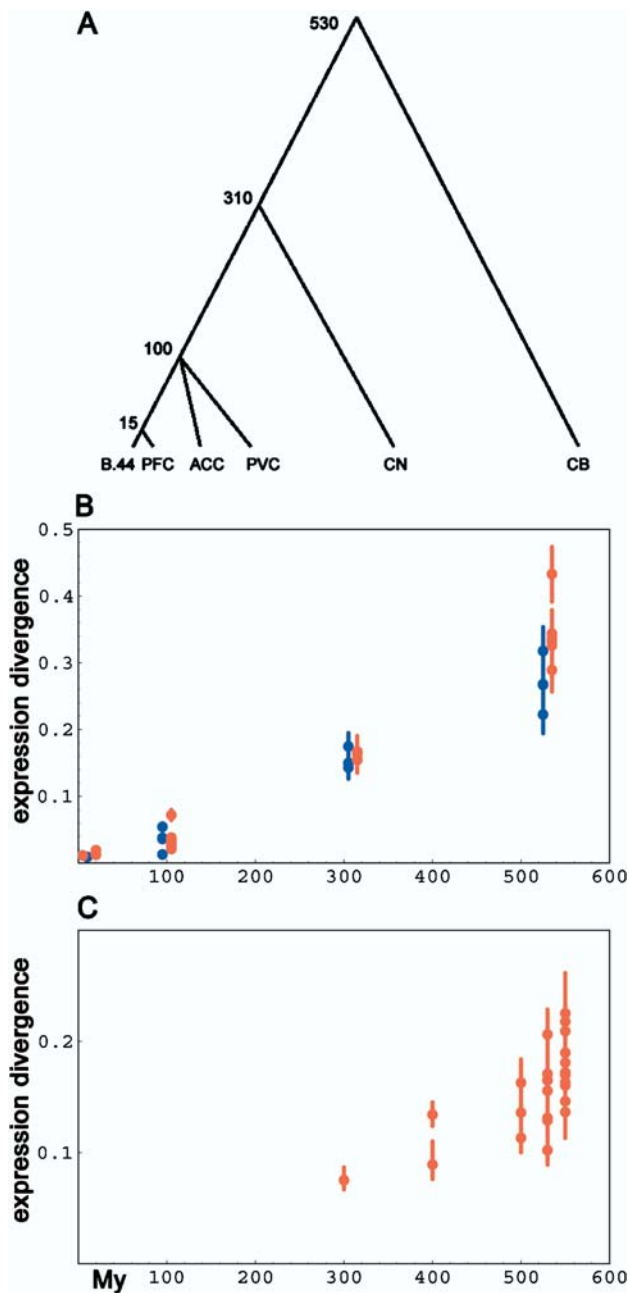 A
530
310
100
15
B.44 PFC ACC PVC CN CB
B
0.5
0.4
0.3
0.2
0.1
expression divergence
100 200 300 400 500 600
C
0.2
0.1
expression divergence
My 100 200 300 400 500 600